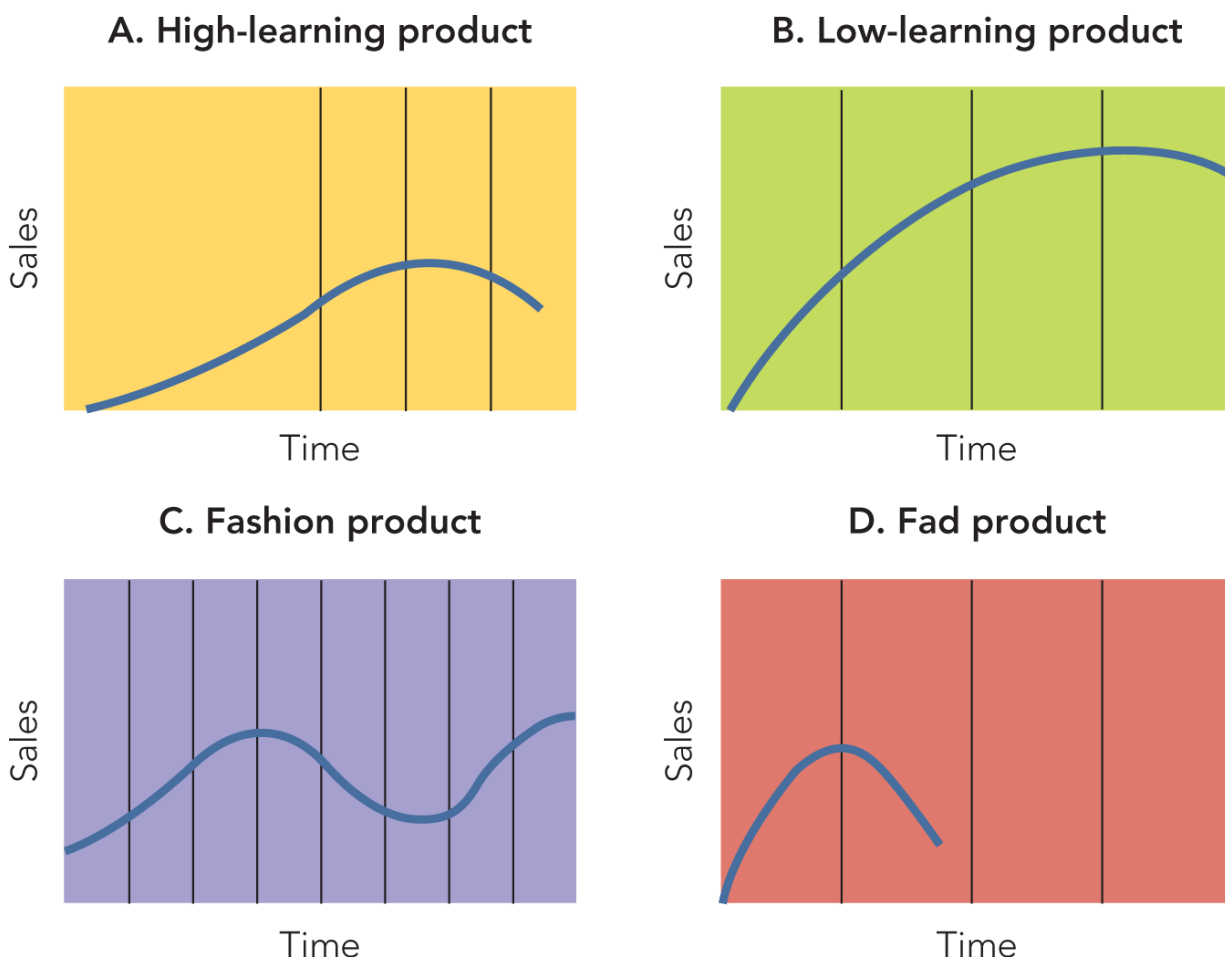 A. High-learning product
Sales
Time
B. Low-learning product
Sales
Time
C. Fashion product
Sales
Time
D. Fad product
Sales
Time